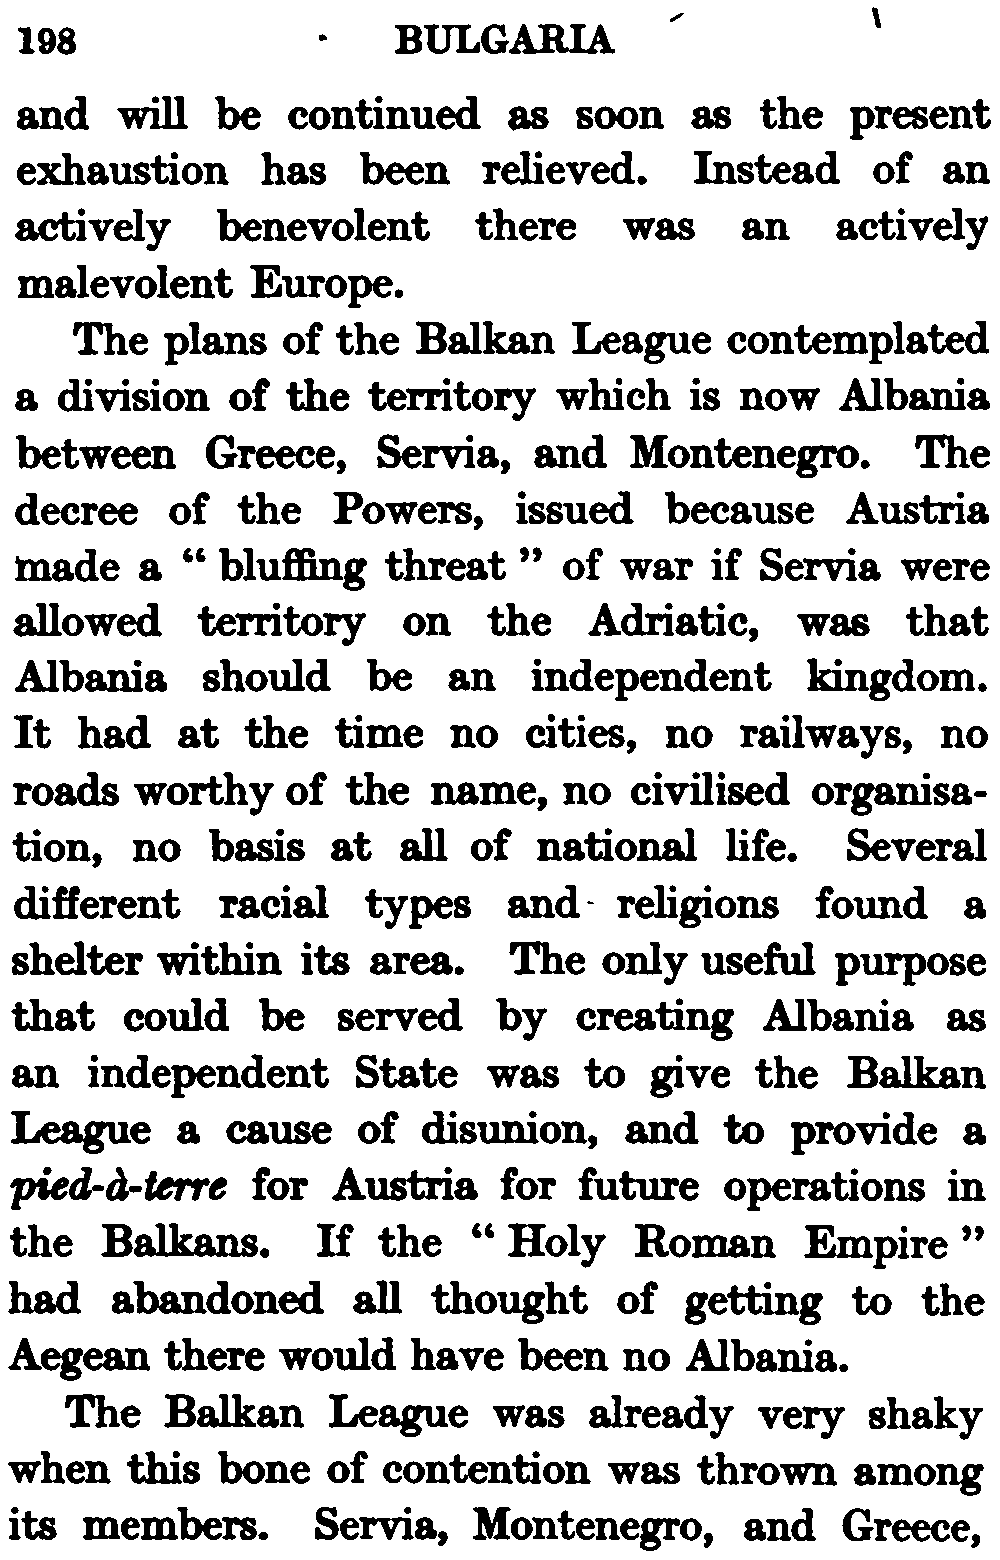 198 BULGARIA
and will be continued as soon as the present
exhaustion has been relieved. Instead of an
actively benevolent there was an actively
malevolent Europe.
The plans of the Balkan League contemplated
a division of the territory which is now Albania
between Greece, Servia, and Montenegro. The
decree of the Powers, issued because Austria
made a “ bluffing threat ” of war if Servia were
allowed territory on the Adriatic, was that
Albania should be an independent kingdom.
It had at the time no cities, no railways, no
roads worthy of the name, no civilised organisa-
tion, no basis at all of national life. Several
different racial types and religions found a
shelter within its area. The only useful purpose
that could be served by creating Albania as
an independent State was to give the Balkan
League a cause of disunion, and to provide a
pied-à-terre for Austria for future operations in
the Balkans. If the “ Holy Roman Empire ”
had abandoned all thought of getting to the
Aegean there would have been no Albania.
The Balkan League was already very shaky
when this bone of contention was thrown among
its members. Servia, Montenegro, and Greece,